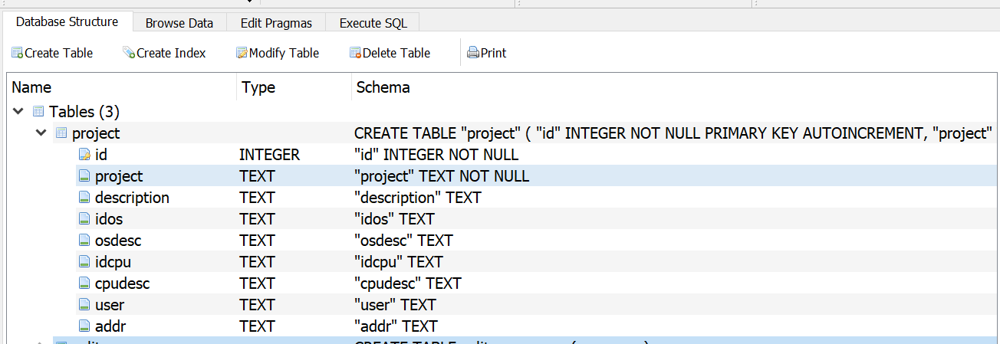 Database Structure Browse Data Edit Pragmas Execute SQL
Create Table Create Index Modify Table Delete Table Print
Name Type Schema
Tables (3)
project CREATE TABLE "project" ( "id" INTEGER NOT NULL PRIMARY KEY AUTOINCREMENT, "project"
id INTEGER "id" INTEGER NOT NULL
project TEXT "project" TEXT NOT NULL
description TEXT "description" TEXT
idos TEXT "idos" TEXT
osdesc TEXT "osdesc" TEXT
idcpu TEXT "idcpu" TEXT
cpudesc TEXT "cpudesc" TEXT
user TEXT "user" TEXT
addr TEXT "addr" TEXT
CREATE TABLE